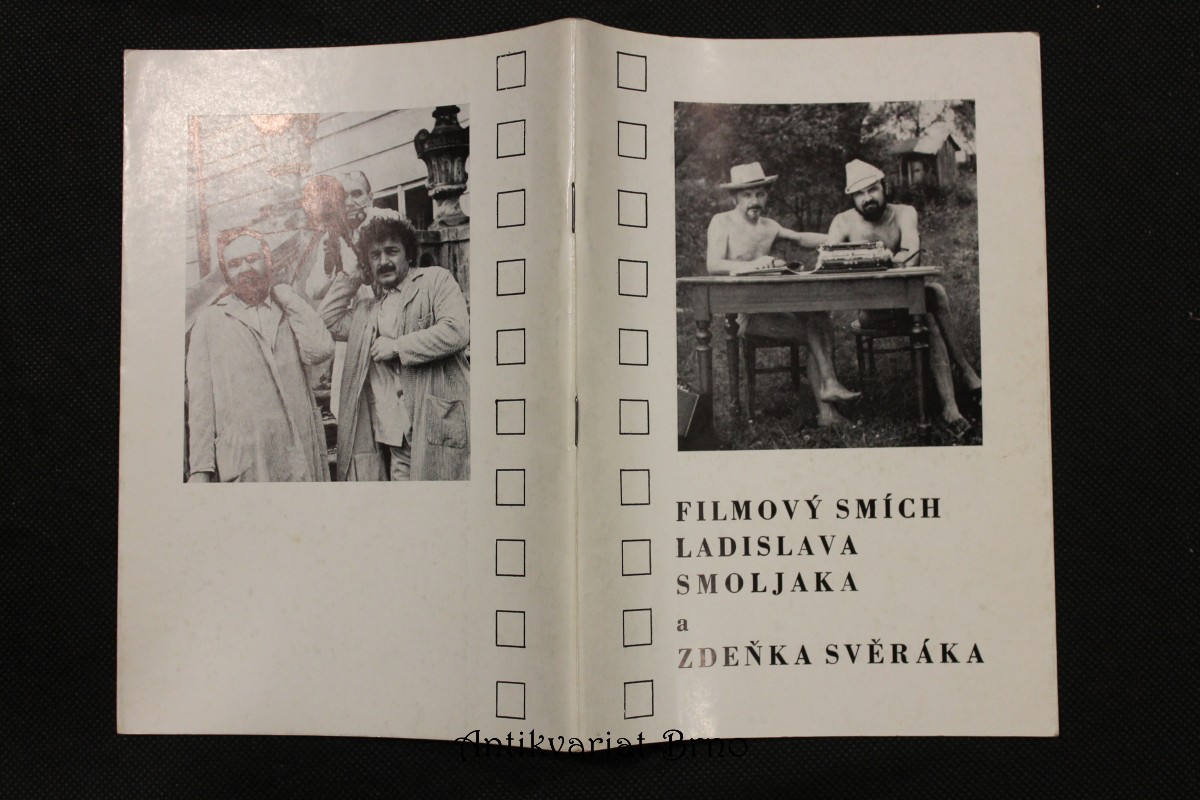 FILMOVÝ SMÍCH
LADISLAVA
SMOLJAKA
a
ZDEŇKA SVĚRÁKA
Antikvariat Brno